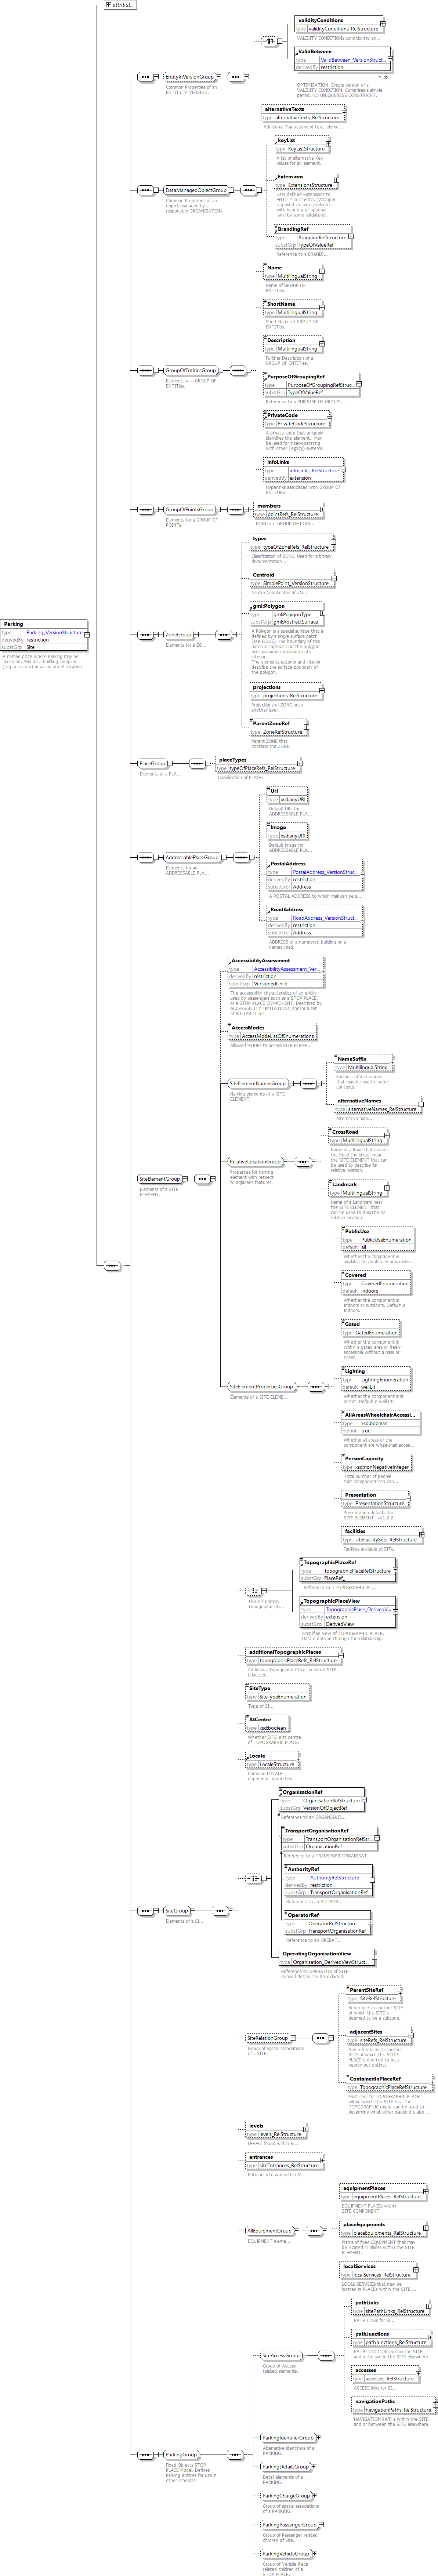 attribut...
EntityInVersionGroup
Common Properties of an
ENTITY IN VERSION.
validityConditions
type validityConditions_RelStructure
VALIDITY CONDITIONs conditioning en...
ValidBetween
type ValidBetween_VersionStruct...
derivedBy restriction
1..∞
OPTIMISATION. Simple version of a
VALIDITY CONDITION. Comprises a simple
period. NO UNIQUENESS CONSTRAINT.
alternativeTexts
type alternativeTexts_RelStructure
Additional Translations of text eleme...
DataManagedObjectGroup
Common Properties of an
object managed by a
responsible ORGANISATION.
keyList
type KeyListStructure
A list of alternative Key
values for an element.
Extensions
type ExtensionsStructure
User defined Extensions to
ENTITY in schema. (Wrapper
tag used to avoid problems
with handling of optional
'any' by some validators).
BrandingRef
type BrandingRefStructure
substGrp TypeOfValueRef
Reference to a BRAND...
GroupOfEntitiesGroup
Elements of a GROUP OF
ENTITIEs.
Name
type MultilingualString
Name of GROUP OF
ENTITIEs.
ShortName
type MultilingualString
Short Name of GROUP OF
ENTITIEs.
Description
type MultilingualString
Further Description of a
GROUP OF ENTITIEs.
PurposeOfGroupingRef
type PurposeOfGroupingRefStruc...
substGrp TypeOfValueRef
Reference to a PURPOSE OF GROUPI...
PrivateCode
type PrivateCodeStructure
A private code that uniquely
identifies the element. May
be used for inter-operating
with other (legacy) systems.
infoLinks
type infoLinks_RelStructure
derivedBy extension
Hyperlinks associated with GROUP OF
ENTITIES.
GroupOfPointsGroup
Elements for a GROUP OF
POINTs.
members
type pointRefs_RelStructure
POINTs in GROUP OF POIN...
ZoneGroup
Elements for a ZO...
types
type typeOfZoneRefs_RelStructure
Classification of ZONE. Used for arbitrary
documentation -.
Centroid
type SimplePoint_VersionStructure
Centre Coordinates of ZO...
gml:Polygon
type gml:PolygonType
substGrp gml:AbstractSurface
A Polygon is a special surface that is
defined by a single surface patch
(see D.3.6). The boundary of this
patch is coplanar and the polygon
uses planar interpolation in its
interior.
The elements exterior and interior
describe the surface boundary of
the polygon.
projections
type projections_RelStructure
Projections of ZONE onto
another layer.
ParentZoneRef
type ZoneRefStructure
Parent ZONE that
contains this ZONE.
Parking
type Parking_VersionStructure
derivedBy restriction
substGrp Site
A named place where Parking may be
accessed. May be a building complex
(e.g. a station) or an on-street location.
PlaceGroup
Elements of a PLA...
placeTypes
type typeOfPlaceRefs_RelStructure
Classification of PLACE.
AddressablePlaceGroup
Elements for an
ADDRESSABLE PLA...
Url
type xsd:anyURI
Default URL for
ADDRESSABLE PLA...
Image
type xsd:anyURI
Default image for
ADDRESSABLE PLA...
PostalAddress
type PostalAddress_VersionStruc...
derivedBy restriction
substGrp Address
A POSTAL ADDRESS to which mail can be s...
RoadAddress
type RoadAddress_VersionStruct...
derivedBy restriction
substGrp Address
ADDRESS of a numbered building on a
named road.
SiteElementGroup
Elements of a SITE
ELEMENT.
AccessibilityAssessment
type AccessibilityAssessment_Ver...
derivedBy restriction
substGrp VersionedChild
The accessibility characteristics of an entity
used by passengers such as a STOP PLACE,
or a STOP PLACE COMPONENT. Described by
ACCESSIBILITY LIMITATIONs, and/or a set
of SUITABILITIEs.
AccessModes
type AccessModeListOfEnumerations
Allowed MODEs to access SITE ELEME...
SiteElementNamesGroup
Naming elements of a SITE
ELEMENT.
NameSuffix
type MultilingualString
Further suffix to name
that may be used in some
contexts.
alternativeNames
type alternativeNames_RelStructure
Alternative nam...
RelativeLocationGroup
Properties for naming
element with respect
to adjacent features.
CrossRoad
type MultilingualString
Name of a Road that crosses
the Road the street near
the SITE ELEMENT that can
be used to describe its
relative location.
Landmark
type MultilingualString
Name of a Landmark near
the SITE ELEMENT that
can be used to describe its
relative location.
SiteElementPropertiesGroup
Elements of a SITE ELEME...
PublicUse
type PublicUseEnumeration
default all
Whether the component is
available for public use or a restri...
Covered
type CoveredEnumeration
default indoors
Whether the component is
Indoors or outdoors. Default is
Indoors.
Gated
type GatedEnumeration
Whether the component is
within a gated area or freely
accessible without a pass or
ticket.
Lighting
type LightingEnumeration
default wellLit
Whether the component is lit
or not. Default is well Lit.
AllAreasWheelchairAccessi...
type xsd:boolean
default true
Whether all areas of the
component are wheelchair acces...
PersonCapacity
type xsd:nonNegativeInteger
Total number of people
that component can con...
Presentation
type PresentationStructure
Presentation defaults for
SITE ELEMENT. +v1.2.2
facilities
type siteFacilitySets_RelStructure
Facilities available at SITe.
SiteGroup
Elements of a SI...
This is a primary
Topographic pla...
TopographicPlaceRef
type TopographicPlaceRefStructure
substGrp PlaceRef_
Reference to a TOPOGRAPHIC PL...
TopographicPlaceView
type TopographicPlace_DerivedV...
derivedBy extension
substGrp DerivedView
Simplified view of TOPOGRAPHIC PLACE.
Data is derived through the relationship.
additionalTopographicPlaces
type topographicPlaceRefs_RelStructure
Additional Topographic Places in which SITE
is located.
SiteType
type SiteTypeEnumeration
Type of SI...
AtCentre
type xsd:boolean
Whether SITE is at centre
of TOPOGRAPHIC PLACE.
Locale
type LocaleStructure
Common LOCALE
dependent properties.
OrganisationRef
type OrganisationRefStructure
substGrp VersionOfObjectRef
Reference to an ORGANISATI...
TransportOrganisationRef
type TransportOrganisationRefStr...
substGrp OrganisationRef
Reference to a TRANSPORT ORGANISAT...
AuthorityRef
type AuthorityRefStructure
derivedBy restriction
substGrp TransportOrganisationRef
Reference to an AUTHOR...
OperatorRef
type OperatorRefStructure
substGrp TransportOrganisationRef
Reference to an OPERAT...
OperatingOrganisationView
type Organisation_DerivedViewStruct...
Reference to OPERATOR of SITE -
derived details can be included.
SiteRelationGroup
Group of spatial associations
of a SITE.
ParentSiteRef
type SiteRefStructure
Reference to another SITE
of which the SITE is
deemed to be a subzone.
adjacentSites
type siteRefs_RelStructure
Any references to another
SITE of which the STOP
PLACE is deemed to be a
nearby but distinct.
ContainedInPlaceRef
type TopographicPlaceRefStructure
Most specific TOPOGRAPHIC PLACE
within which the SITE lies. The
TOPOGRAPHIC model can be used to
determine what other places the also i...
levels
type levels_RelStructure
LEVELs found within SI...
entrances
type siteEntrances_RelStructure
Entrances to and within SI...
AllEquipmentGroup
EQUIPMENT eleme...
equipmentPlaces
type equipmentPlaces_RelStructure
EQUIPMENT PLACEs within
SITE COMPONENT.
placeEquipments
type placeEquipments_RelStructure
Items of fixed EQUIPMENT that may
be located in places within the SITE
ELEMENT.
localServices
type localServices_RelStructure
LOCAL SERVICEs that may be
located in PLACEs within the SITE ...
ParkingGroup
Fixed Objects STOP
PLACE Model. Defines
Parking entities for use in
other schemas.
SiteAccessGroup
Group of Access
related elements.
pathLinks
type sitePathLinks_RelStructure
PATH LINKs for SI...
pathJunctions
type pathJunctions_RelStructure
PATH JUNCTIONs within the SITE
and or between the SITE elsewhere.
accesses
type accesses_RelStructure
ACCESS links for SI...
navigationPaths
type navigationPaths_RelStructure
NAVIGATION PATHs within the SITE
and or between the SITE elsewhere.
ParkingIdentifierGroup
Alternative identifiers of a
PARKING.
ParkingDetailsGroup
Detail elements of a
PARKING.
ParkingChargeGroup
Group of spatial associations
of a PARKING.
ParkingPassengerGroup
Group of Passenger related
children of Site.
ParkingVehicleGroup
Group of Vehicle Place
related children of a
STOP PLACE.